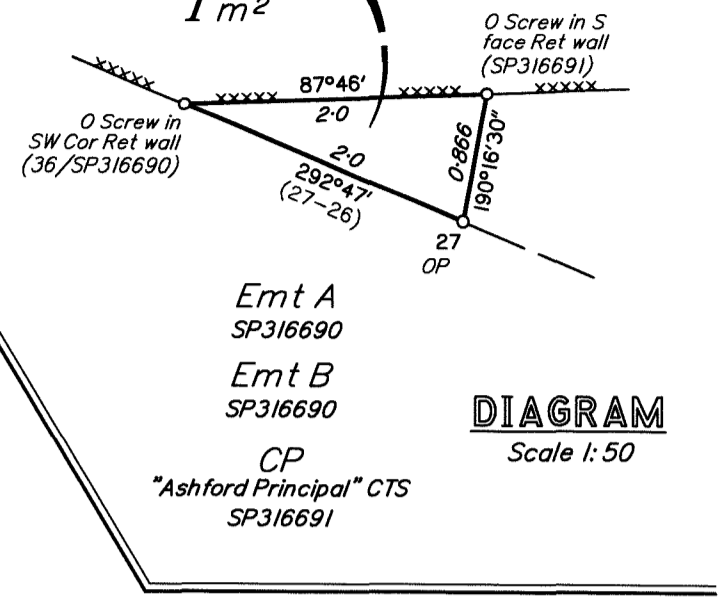 1 m²
O Screw in S
face Ret wall
(SP316691)
87°46'
2·0
O Screw in
SW Cor Ret wall
(36/SP316690)
2·0
292°47'
(27-26)
0·866
190°16'30"
27
OP
Emt A
SP316690
Emt B
SP316690
DIAGRAM
Scale 1:50
CP
"Ashford Principal" CTS
SP316691